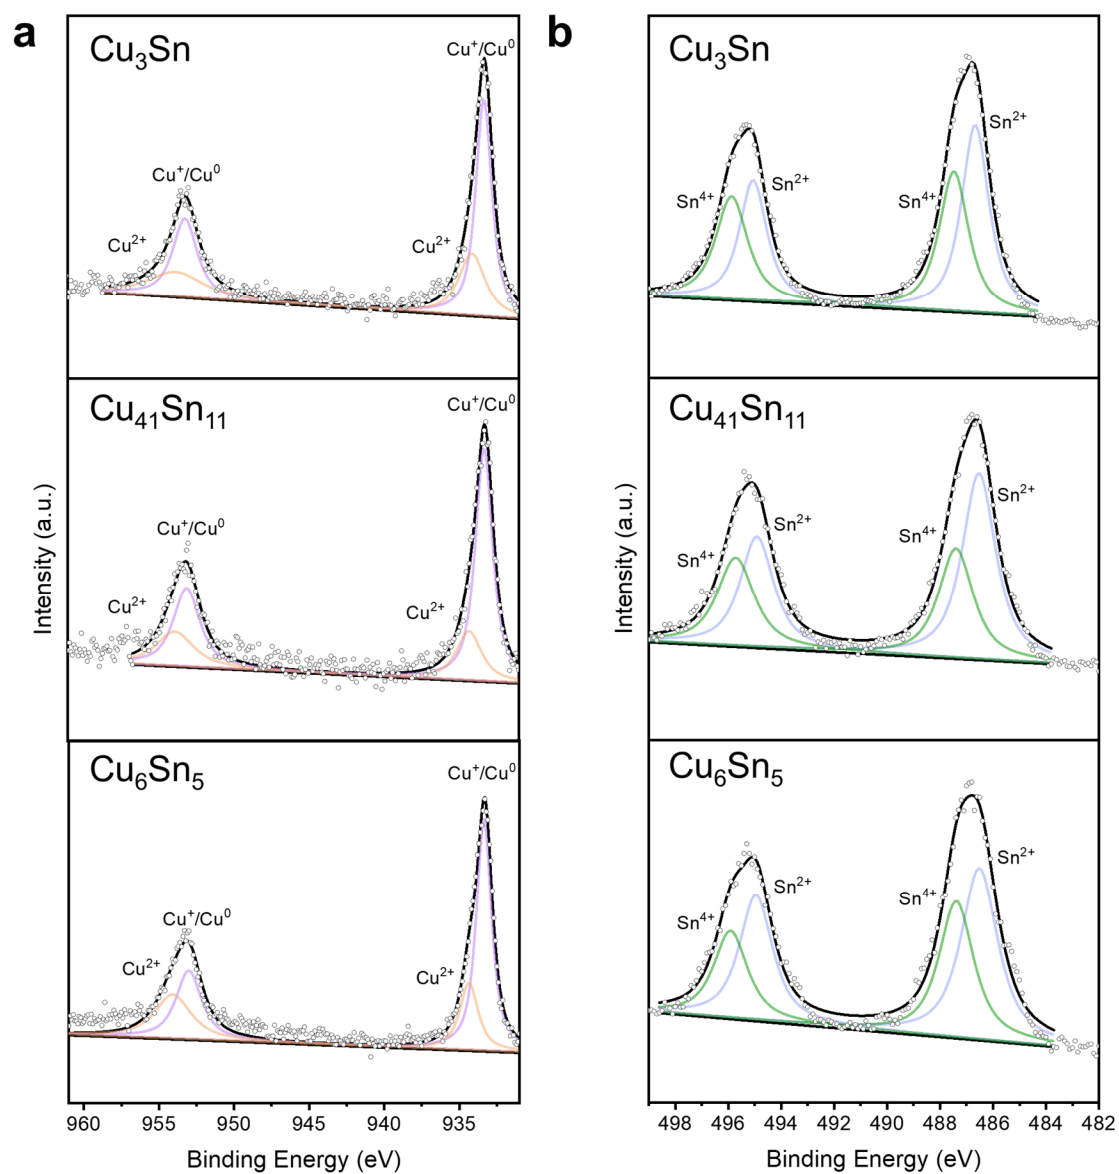 a
Cu₃Sn
Cu⁺/Cu⁰
Cu⁺/Cu⁰
Cu²⁺
Cu²⁺
Cu₄₁Sn₁₁
Cu⁺/Cu⁰
Cu⁺/Cu⁰
Cu²⁺
Cu²⁺
Cu₆Sn₅
Cu⁺/Cu⁰
Cu⁺/Cu⁰
Cu²⁺
Cu²⁺
Intensity (a.u.)
960 955 950 945 940 935
Binding Energy (eV)
b
Cu₃Sn
Sn²⁺
Sn⁴⁺
Sn²⁺
Sn⁴⁺
Cu₄₁Sn₁₁
Sn²⁺
Sn⁴⁺
Sn²⁺
Sn⁴⁺
Cu₆Sn₅
Sn²⁺
Sn⁴⁺
Sn²⁺
Sn⁴⁺
Intensity (a.u.)
498 496 494 492 490 488 486 484 482
Binding Energy (eV)